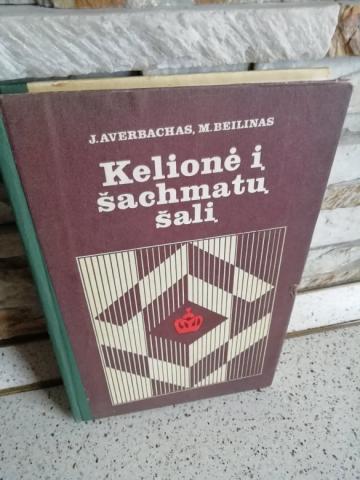 J. AVERBACHAS, M. BEILINAS
Kelionė į
šachmatų
šalį